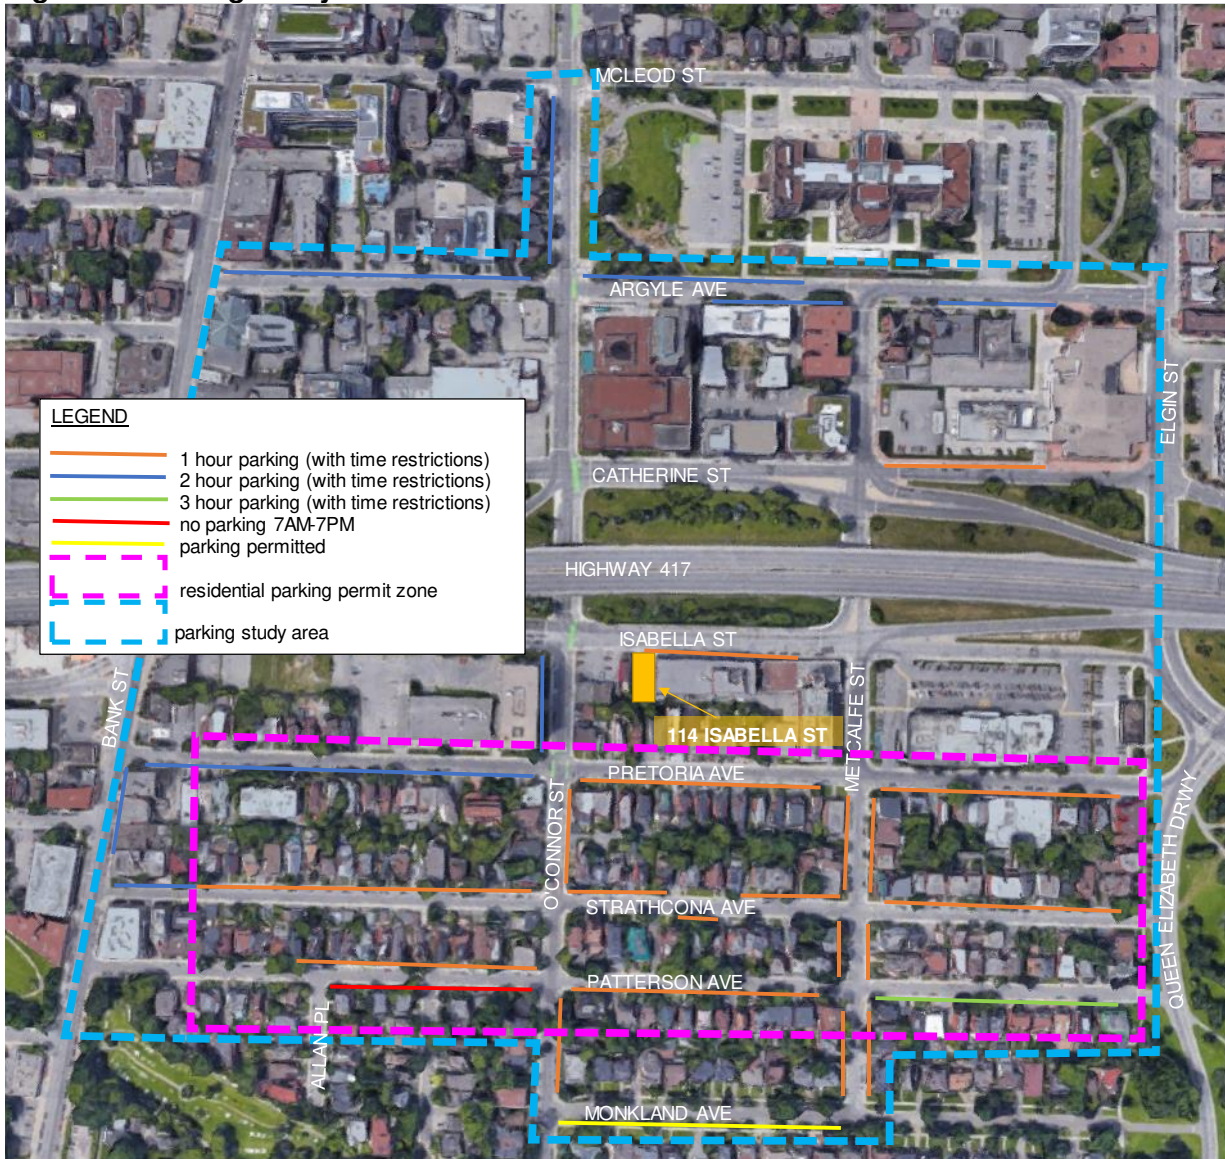 MCLEOD ST
ARGYLE AVE
ELGIN ST
LEGEND
1 hour parking (with time restrictions)
2 hour parking (with time restrictions)
3 hour parking (with time restrictions)
no parking 7AM-7PM
parking permitted
residential parking permit zone
parking study area
CATHERINE ST
HIGHWAY 417
ISABELLA ST
BANK ST
114 ISABELLA ST
METCALFE ST
PRETORIA AVE
O'CONNOR ST
QUEEN ELIZABETH DRWY
STRATHCONA AVE
PATTERSON AVE
ALLAN PL
MONKLAND AVE